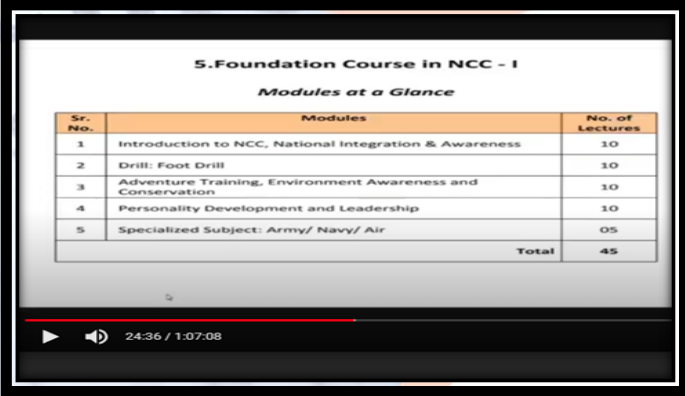 5.Foundation Course in NCC - I
Modules at a Glance
Sr. No. Modules No. of Lectures
1 Introduction to NCC, National Integration & Awareness 10
2 Drill: Foot Drill 10
3 Adventure Training, Environment Awareness and Conservation 10
4 Personality Development and Leadership 10
5 Specialized Subject: Army/ Navy/ Air 05
Total 45
24:36 / 1:07:08